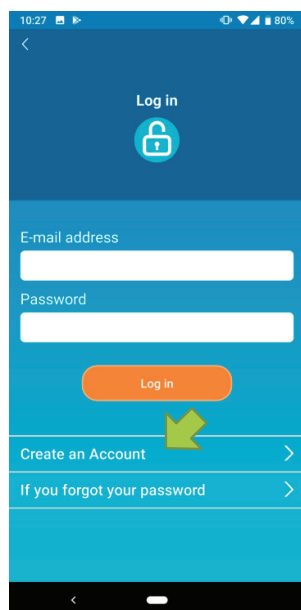 10:27 80%
Log in
E-mail address
Password
Log in
Create an Account
If you forgot your password